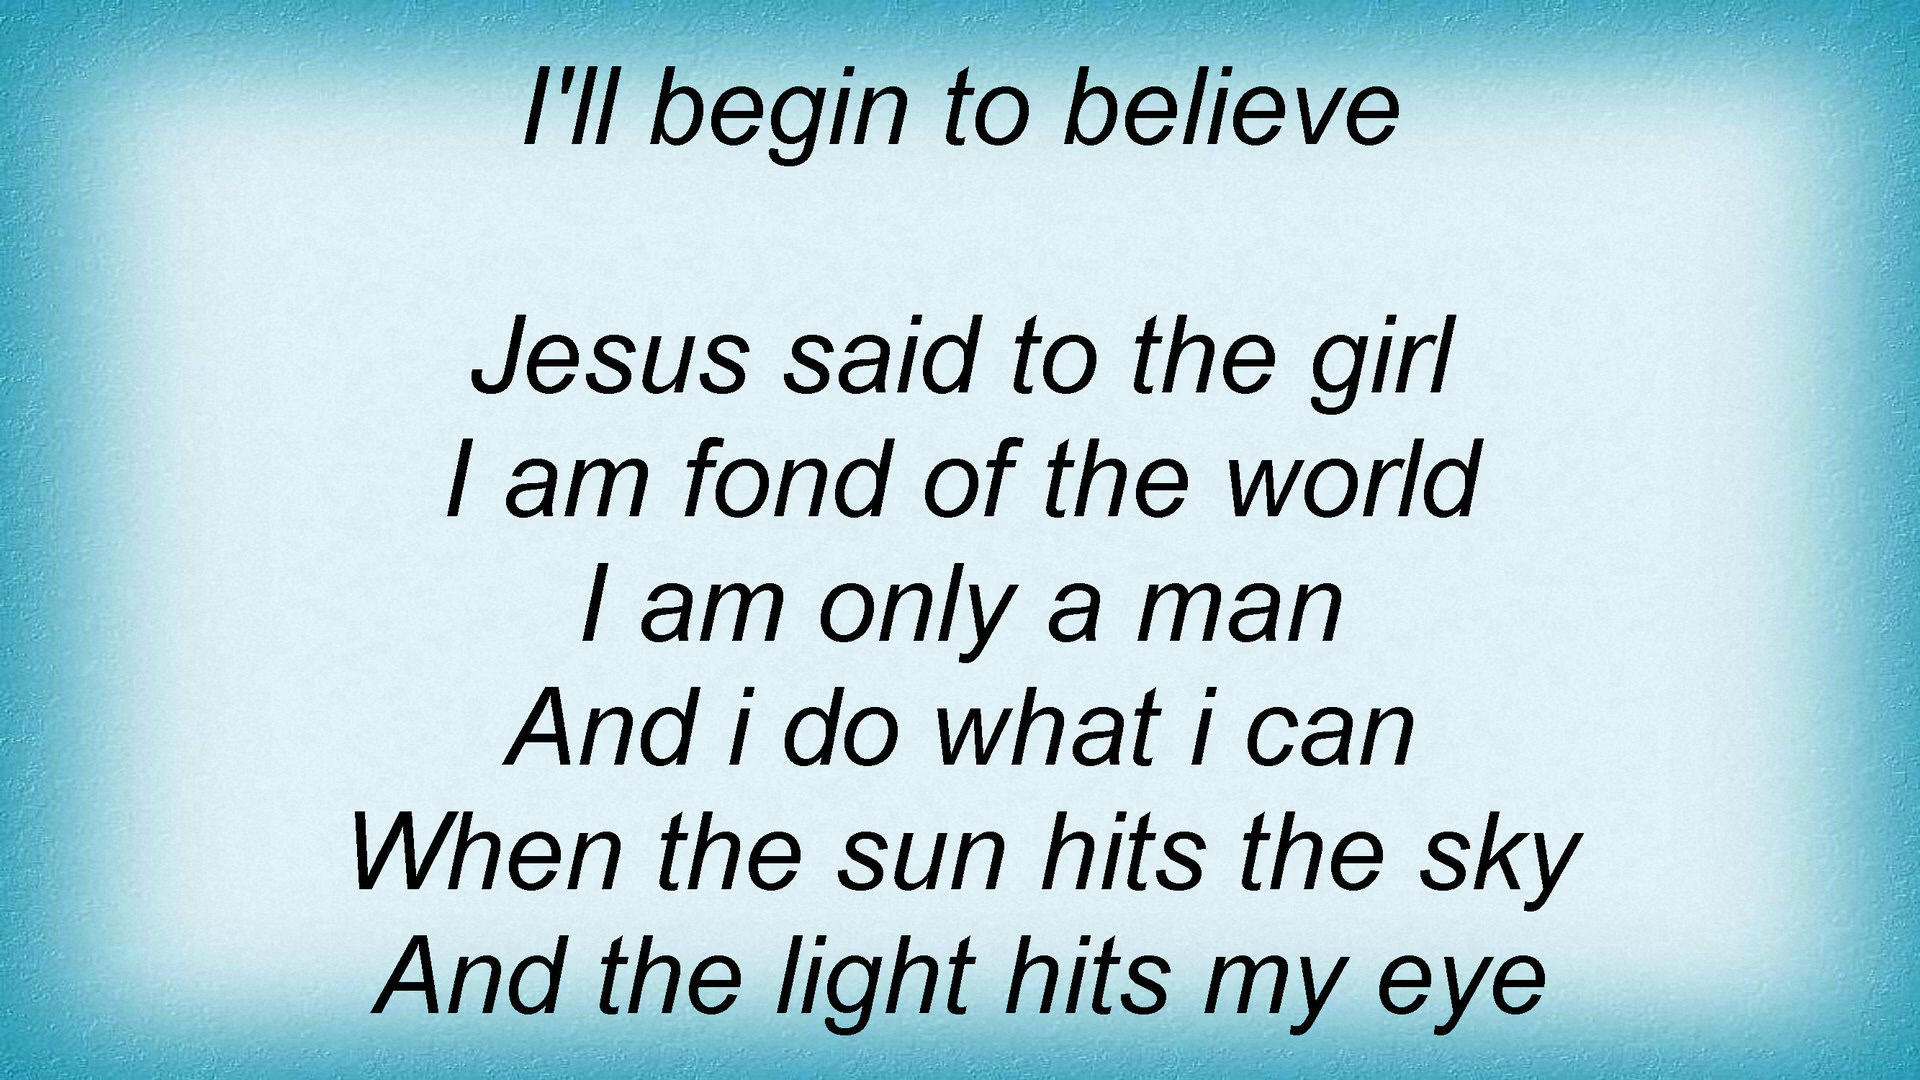 I'll begin to believe
Jesus said to the girl
I am fond of the world
I am only a man
And i do what i can
When the sun hits the sky
And the light hits my eye